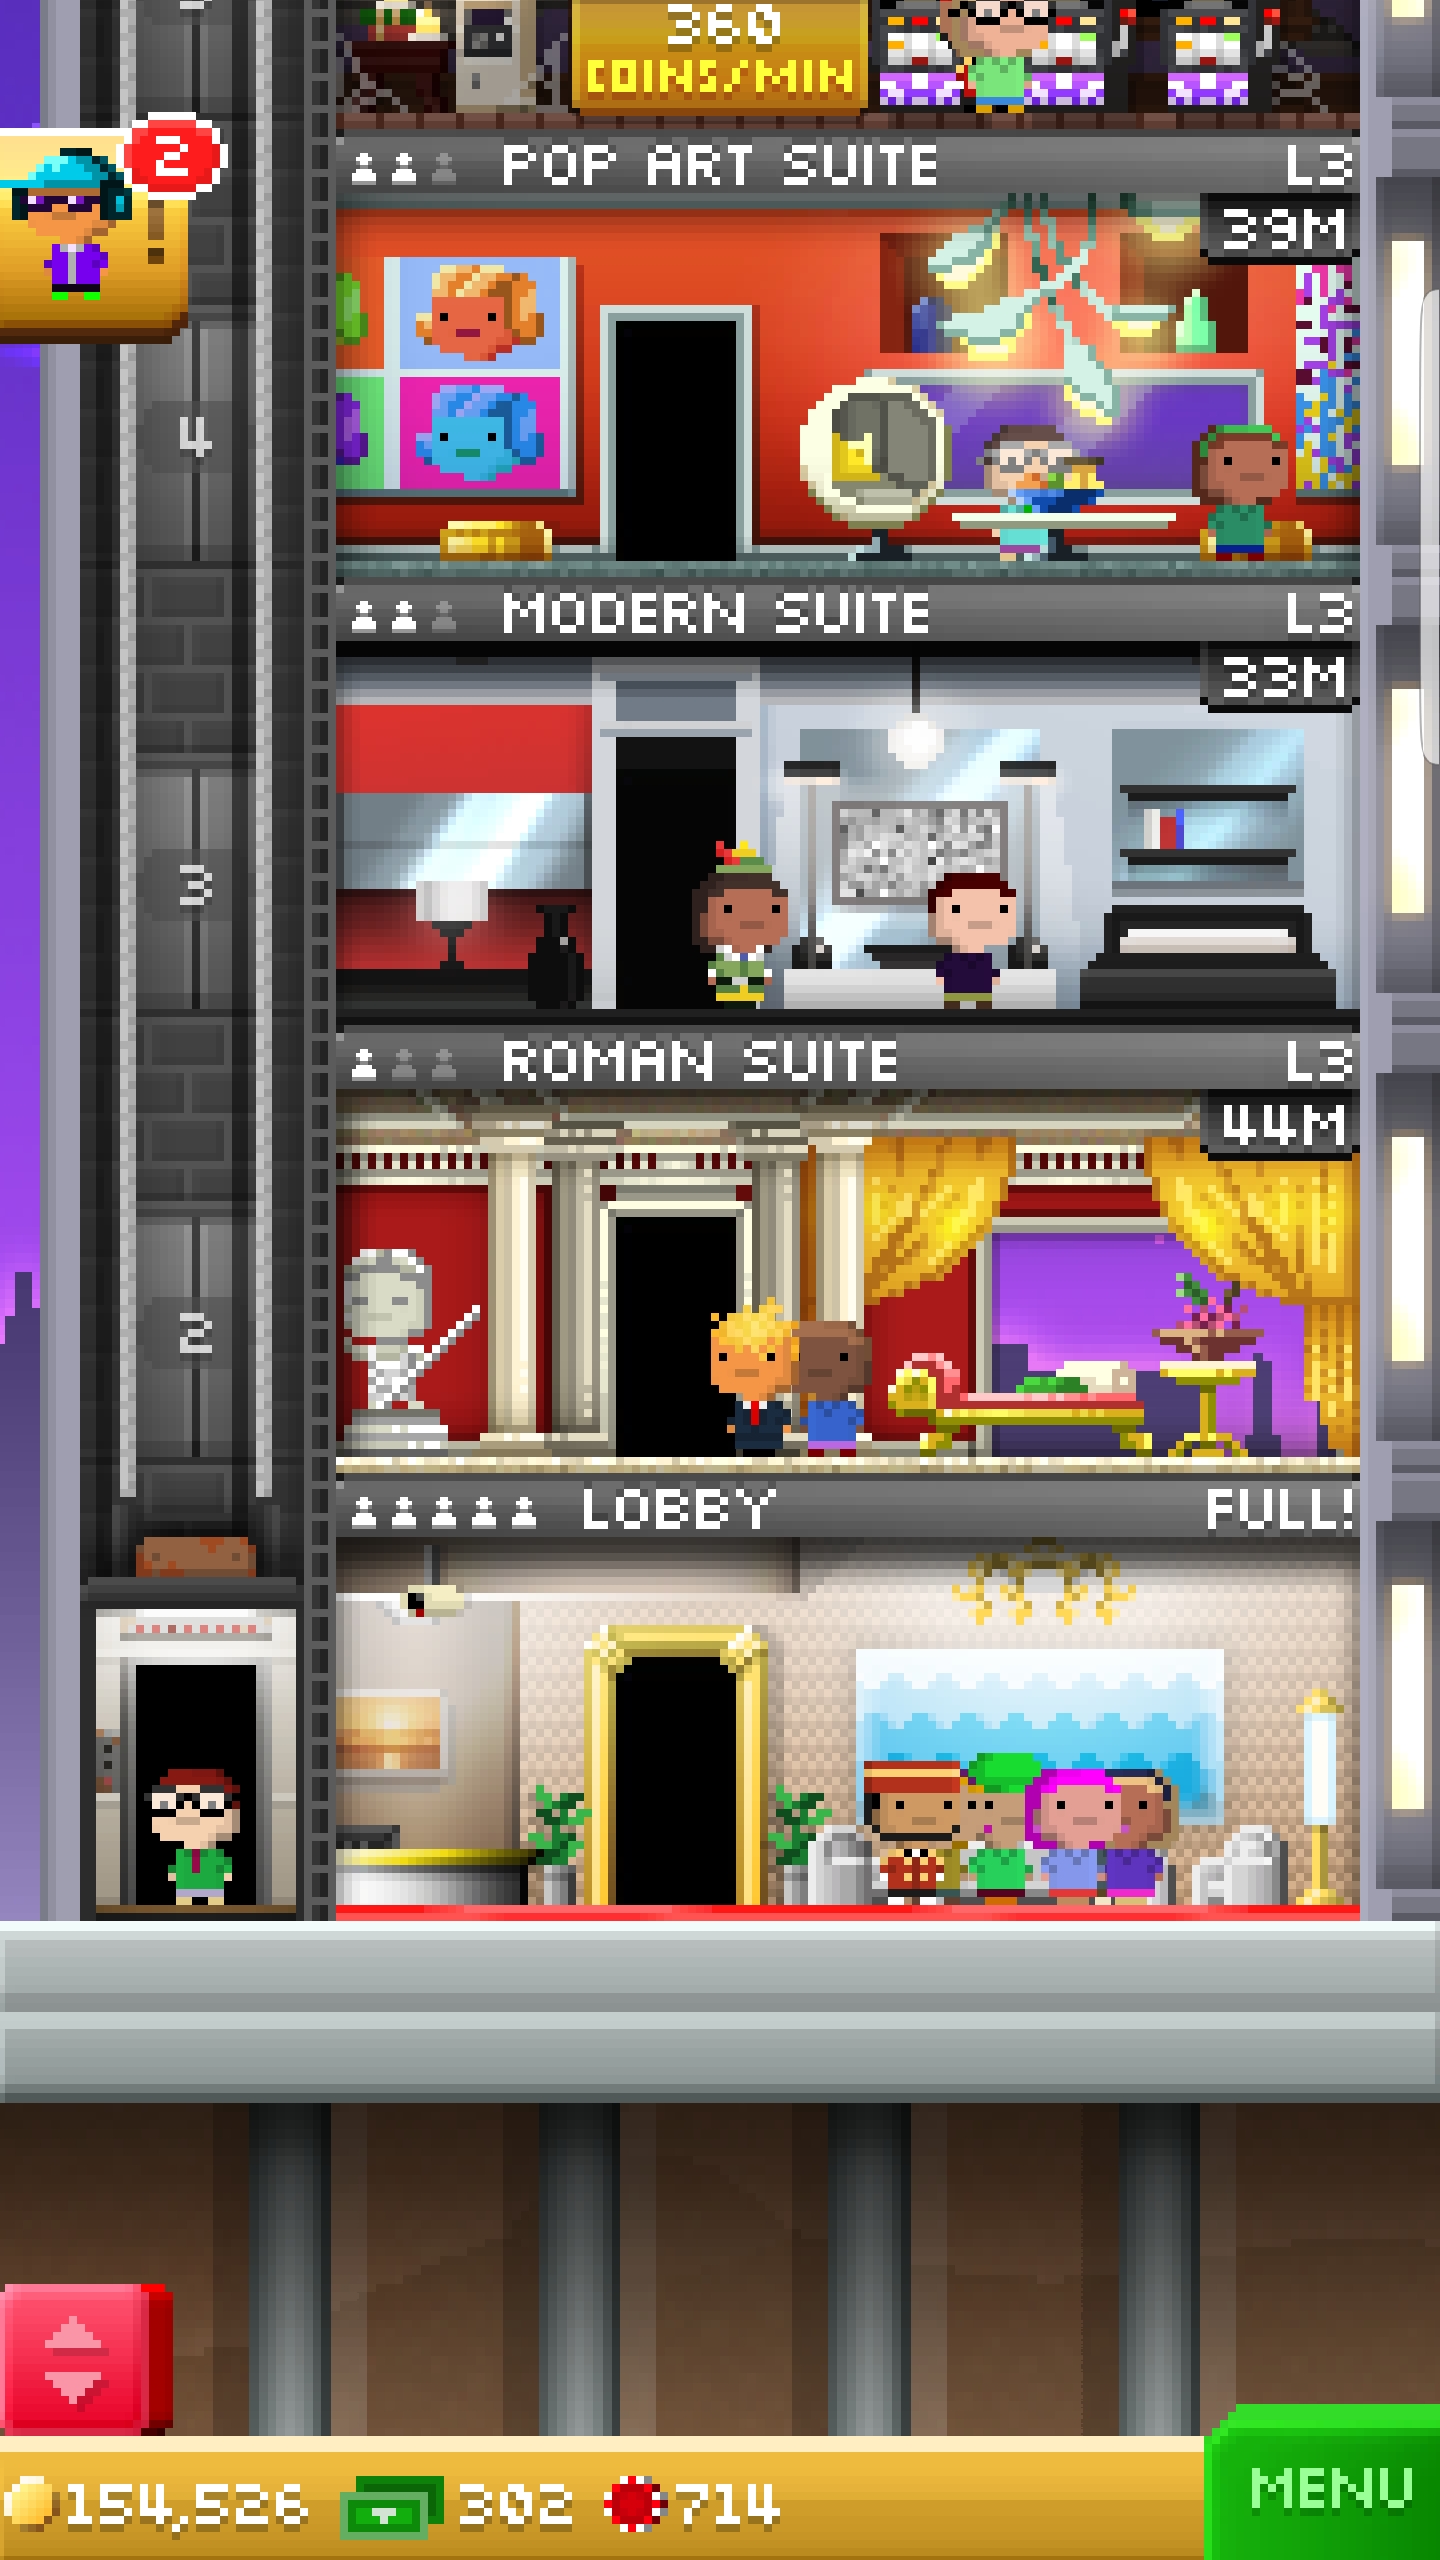 360
COINS/MIN
2
POP ART SUITE L3
39M
4
MODERN SUITE L3
33M
3
ROMAN SUITE L3
44M
2
LOBBY FULL!
154,526 302 714
MENU